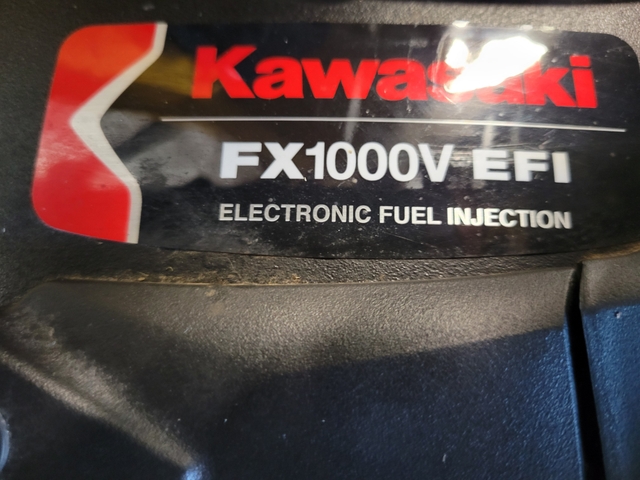 Kawasaki
FX1000V EFI
ELECTRONIC FUEL INJECTION